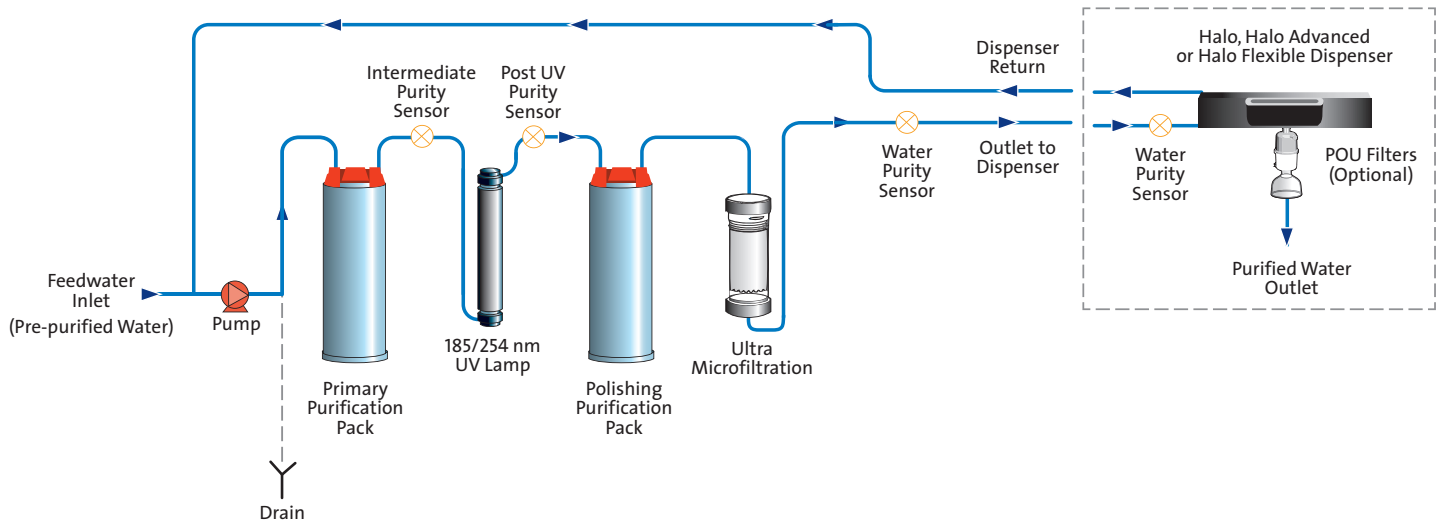 Halo, Halo Advanced
or Halo Flexible Dispenser
Dispenser
Return
Intermediate
Purity
Sensor
Post UV
Purity
Sensor
Water
Purity
Sensor
Outlet to
Dispenser
Water
Purity
Sensor
POU Filters
(Optional)
Feedwater
Inlet
(Pre-purified Water)
Pump
Purified Water
Outlet
185/254 nm
UV Lamp
Ultra
Microfiltration
Primary
Purification
Pack
Polishing
Purification
Pack
Drain